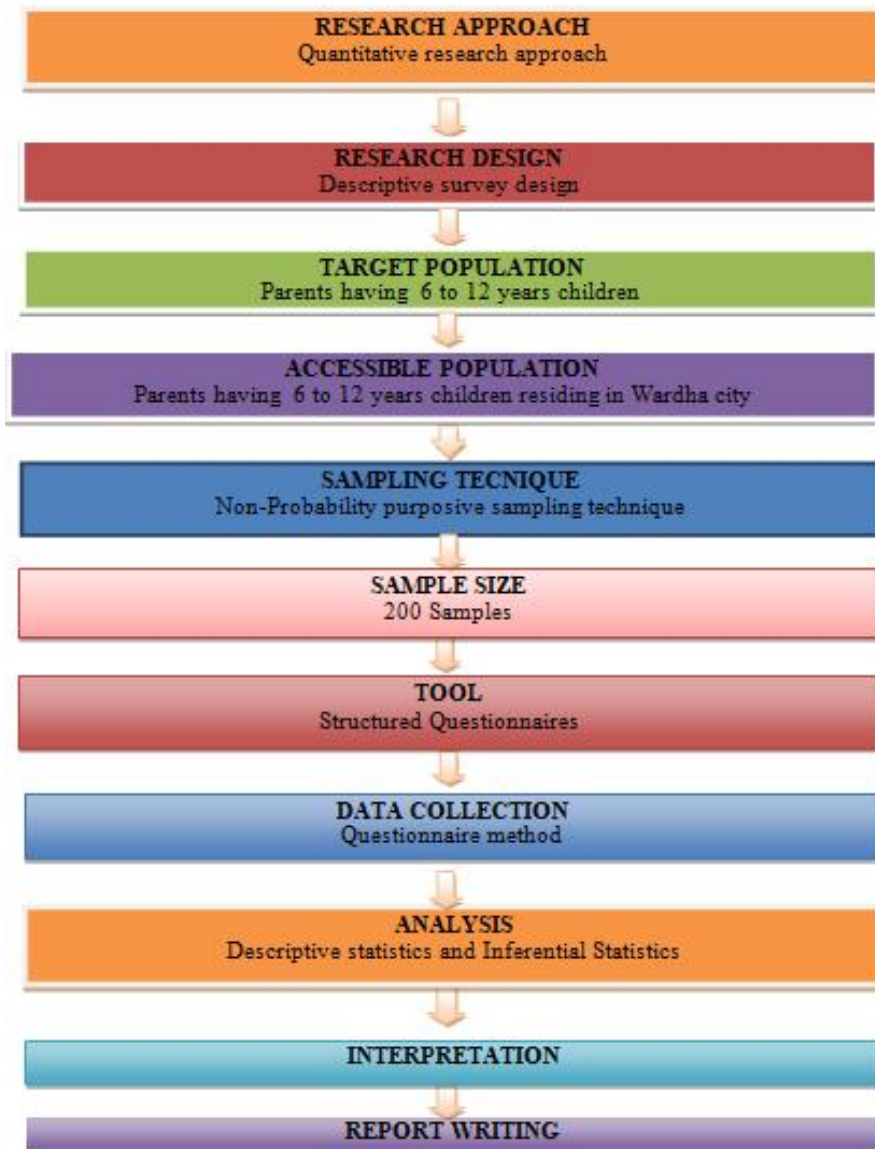 RESEARCH APPROACH
Quantitative research approach
RESEARCH DESIGN
Descriptive survey design
TARGET POPULATION
Parents having 6 to 12 years children
ACCESSIBLE POPULATION
Parents having 6 to 12 years children residing in Wardha city
SAMPLING TECNIQUE
Non-Probability purposive sampling technique
SAMPLE SIZE
200 Samples
TOOL
Structured Questionnaires
DATA COLLECTION
Questionnaire method
ANALYSIS
Descriptive statistics and Inferential Statistics
INTERPRETATION
REPORT WRITING